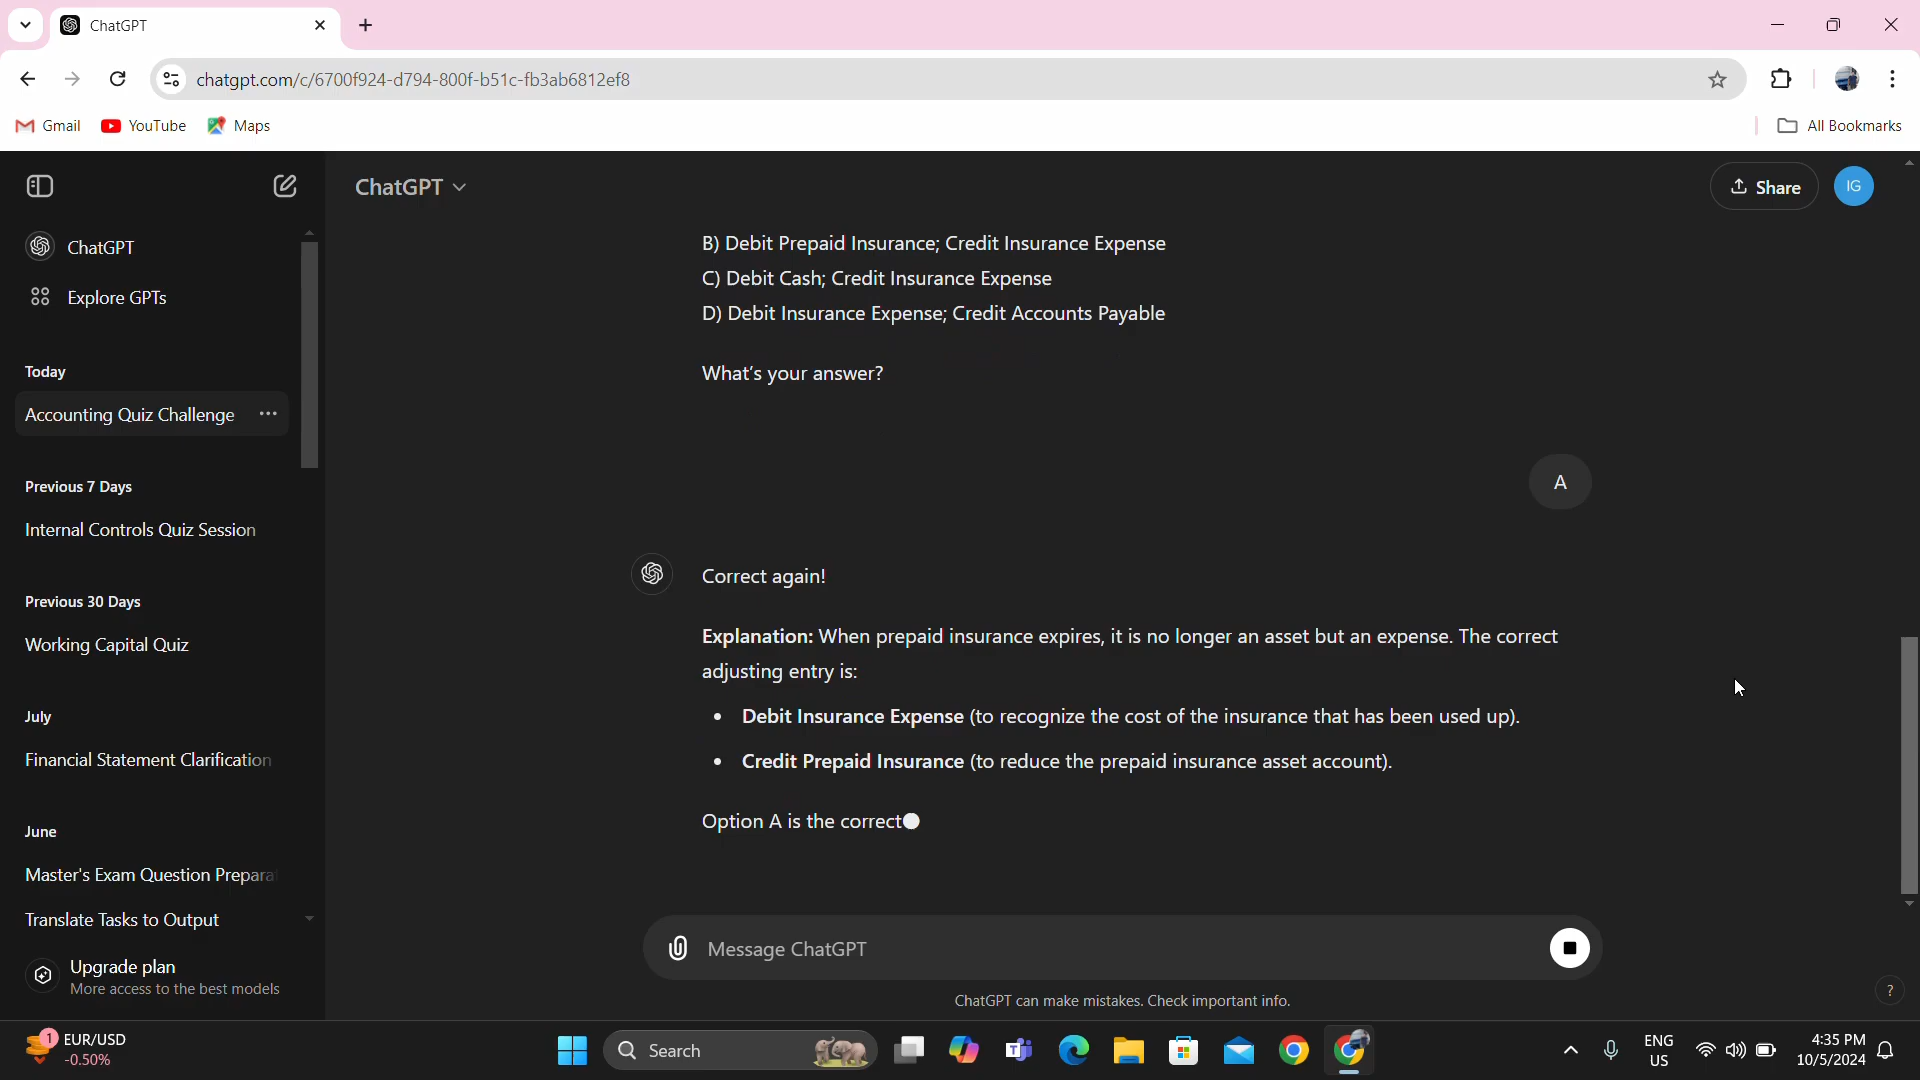 ChatGPT
chatgpt.com/c/6700f924-d794-800f-b51c-fb3ab6812ef8
Gmail YouTube Maps All Bookmarks
ChatGPT
Explore GPTs
Today
Accounting Quiz Challenge
Previous 7 Days
Internal Controls Quiz Session
Previous 30 Days
Working Capital Quiz
July
Financial Statement Clarification
June
Master's Exam Question Prepara
Translate Tasks to Output
Upgrade plan
More access to the best models
ChatGPT
Share
IG
B) Debit Prepaid Insurance; Credit Insurance Expense
C) Debit Cash; Credit Insurance Expense
D) Debit Insurance Expense; Credit Accounts Payable
What's your answer?
A
Correct again!
Explanation: When prepaid insurance expires, it is no longer an asset but an expense. The correct
adjusting entry is:
• Debit Insurance Expense (to recognize the cost of the insurance that has been used up).
• Credit Prepaid Insurance (to reduce the prepaid insurance asset account).
Option A is the correct
Message ChatGPT
ChatGPT can make mistakes. Check important info.
?
1
EUR/USD
-0.50%
Search
ENG
US
4:35 PM
10/5/2024